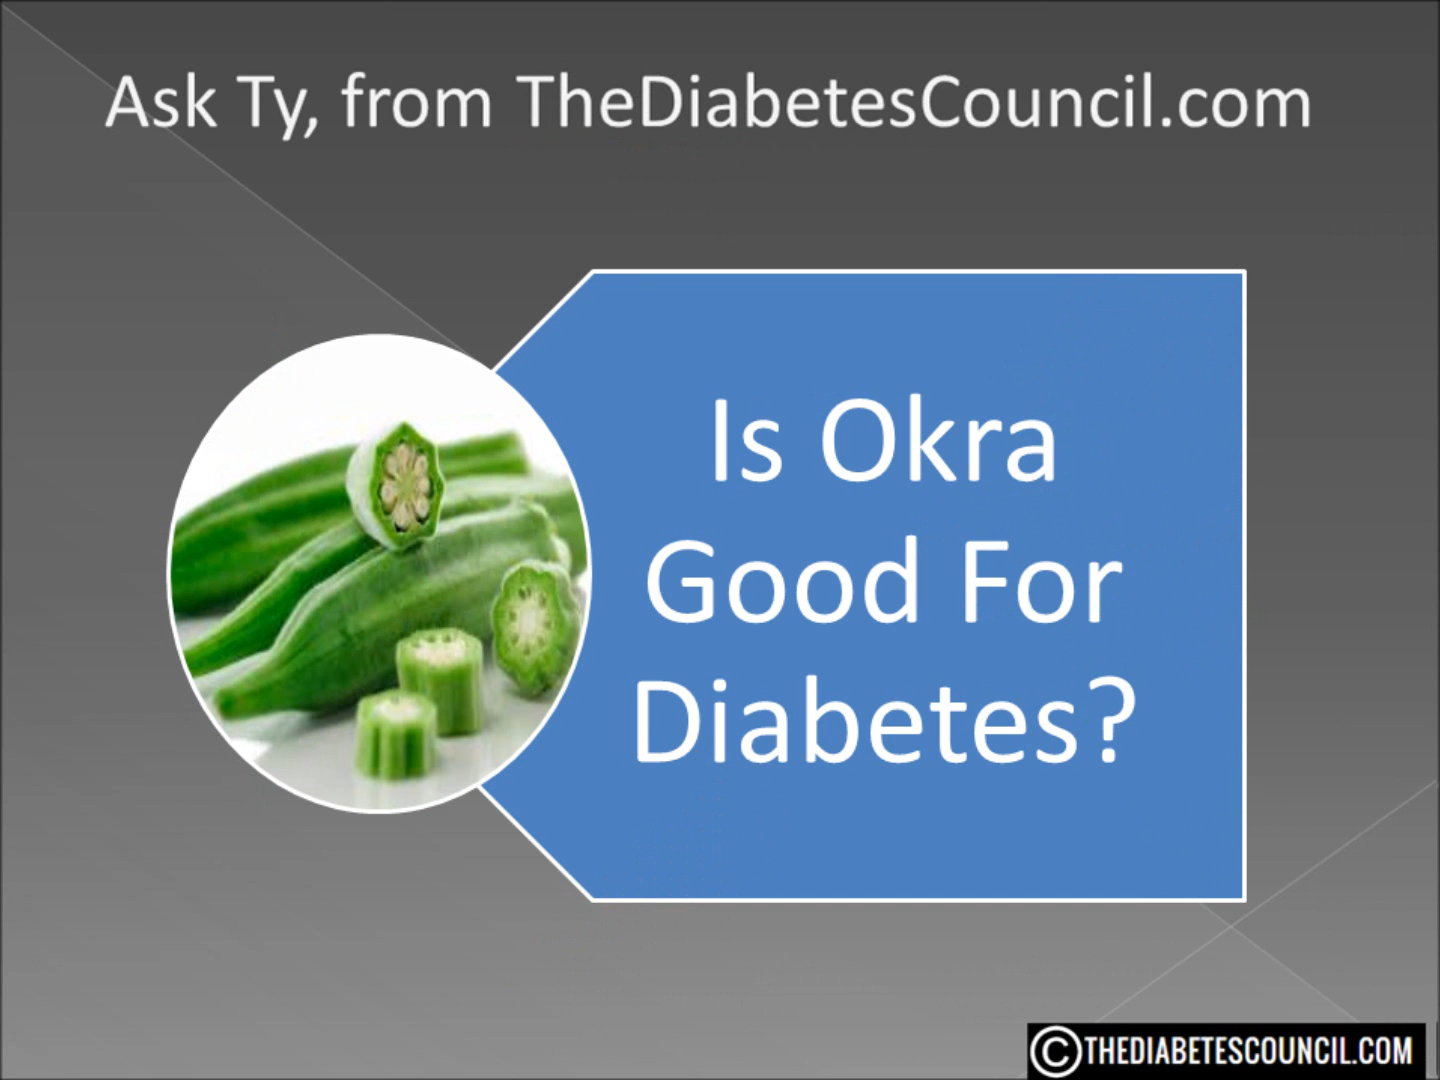 Ask Ty, from TheDiabetesCouncil.com
Is Okra
Good For
Diabetes?
©THEDIABETESCOUNCIL.COM